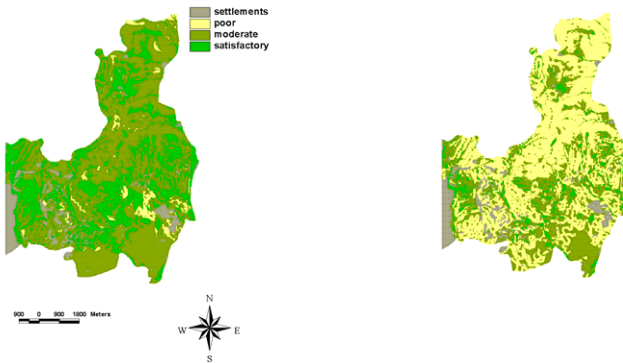 settlements
poor
moderate
satisfactory
900 0 900 1800 Meters
N
W E
S